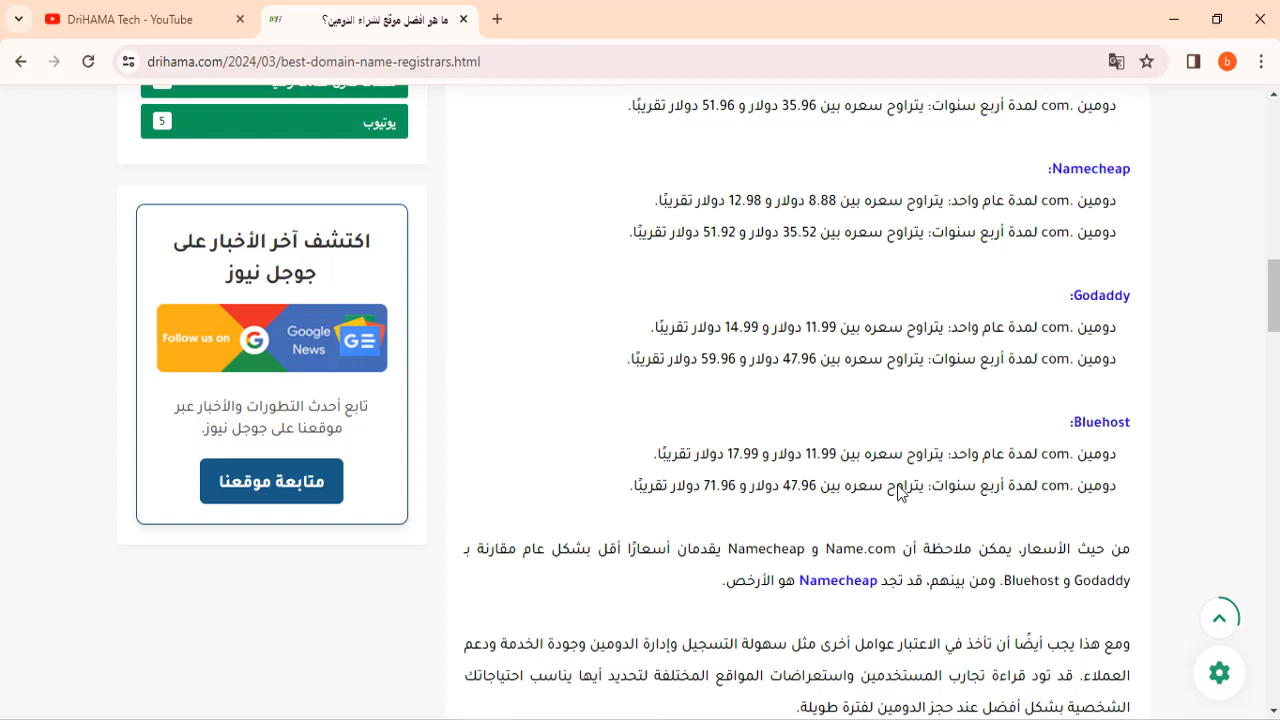 DriHAMA Tech - YouTube
ما هو افضل موقع لشراء الدومين؟
drihama.com/2024/03/best-domain-name-registrars.html
b
دومين .com لمدة أربع سنوات: يتراوح سعره بين 35.96 دولار و 51.96 دولار تقريبًا.
Namecheap:
دومين .com لمدة عام واحد: يتراوح سعره بين 8.88 دولار و 12.98 دولار تقريبًا.
دومين .com لمدة أربع سنوات: يتراوح سعره بين 35.52 دولار و 51.92 دولار تقريبًا.
Godaddy:
دومين .com لمدة عام واحد: يتراوح سعره بين 11.99 دولار و 14.99 دولار تقريبًا.
دومين .com لمدة أربع سنوات: يتراوح سعره بين 47.96 دولار و 59.96 دولار تقريبًا.
Bluehost:
دومين .com لمدة عام واحد: يتراوح سعره بين 11.99 دولار و 17.99 دولار تقريبًا.
دومين .com لمدة أربع سنوات: يتراوح سعره بين 47.96 دولار و 71.96 دولار تقريبًا.
من حيث الأسعار، يمكن ملاحظة أن Name.com و Namecheap يقدمان أسعارًا أقل بشكل عام مقارنة بـ
Godaddy و Bluehost. ومن بينهم، قد تجد Namecheap هو الأرخص.
ومع هذا يجب أيضًا أن تأخذ في الاعتبار عوامل أخرى مثل سهولة التسجيل وإدارة الدومين وجودة الخدمة ودعم
العملاء. قد تود قراءة تجارب المستخدمين واستعراضات المواقع المختلفة لتحديد أيها يناسب احتياجاتك
الشخصية بشكل أفضل عند حجز الدومين لفترة طويلة.
يوتيوب 5
اكتشف آخر الأخبار على
جوجل نيوز
Follow us on G Google
News
تابع أحدث التطورات والأخبار عبر
موقعنا على جوجل نيوز.
متابعة موقعنا